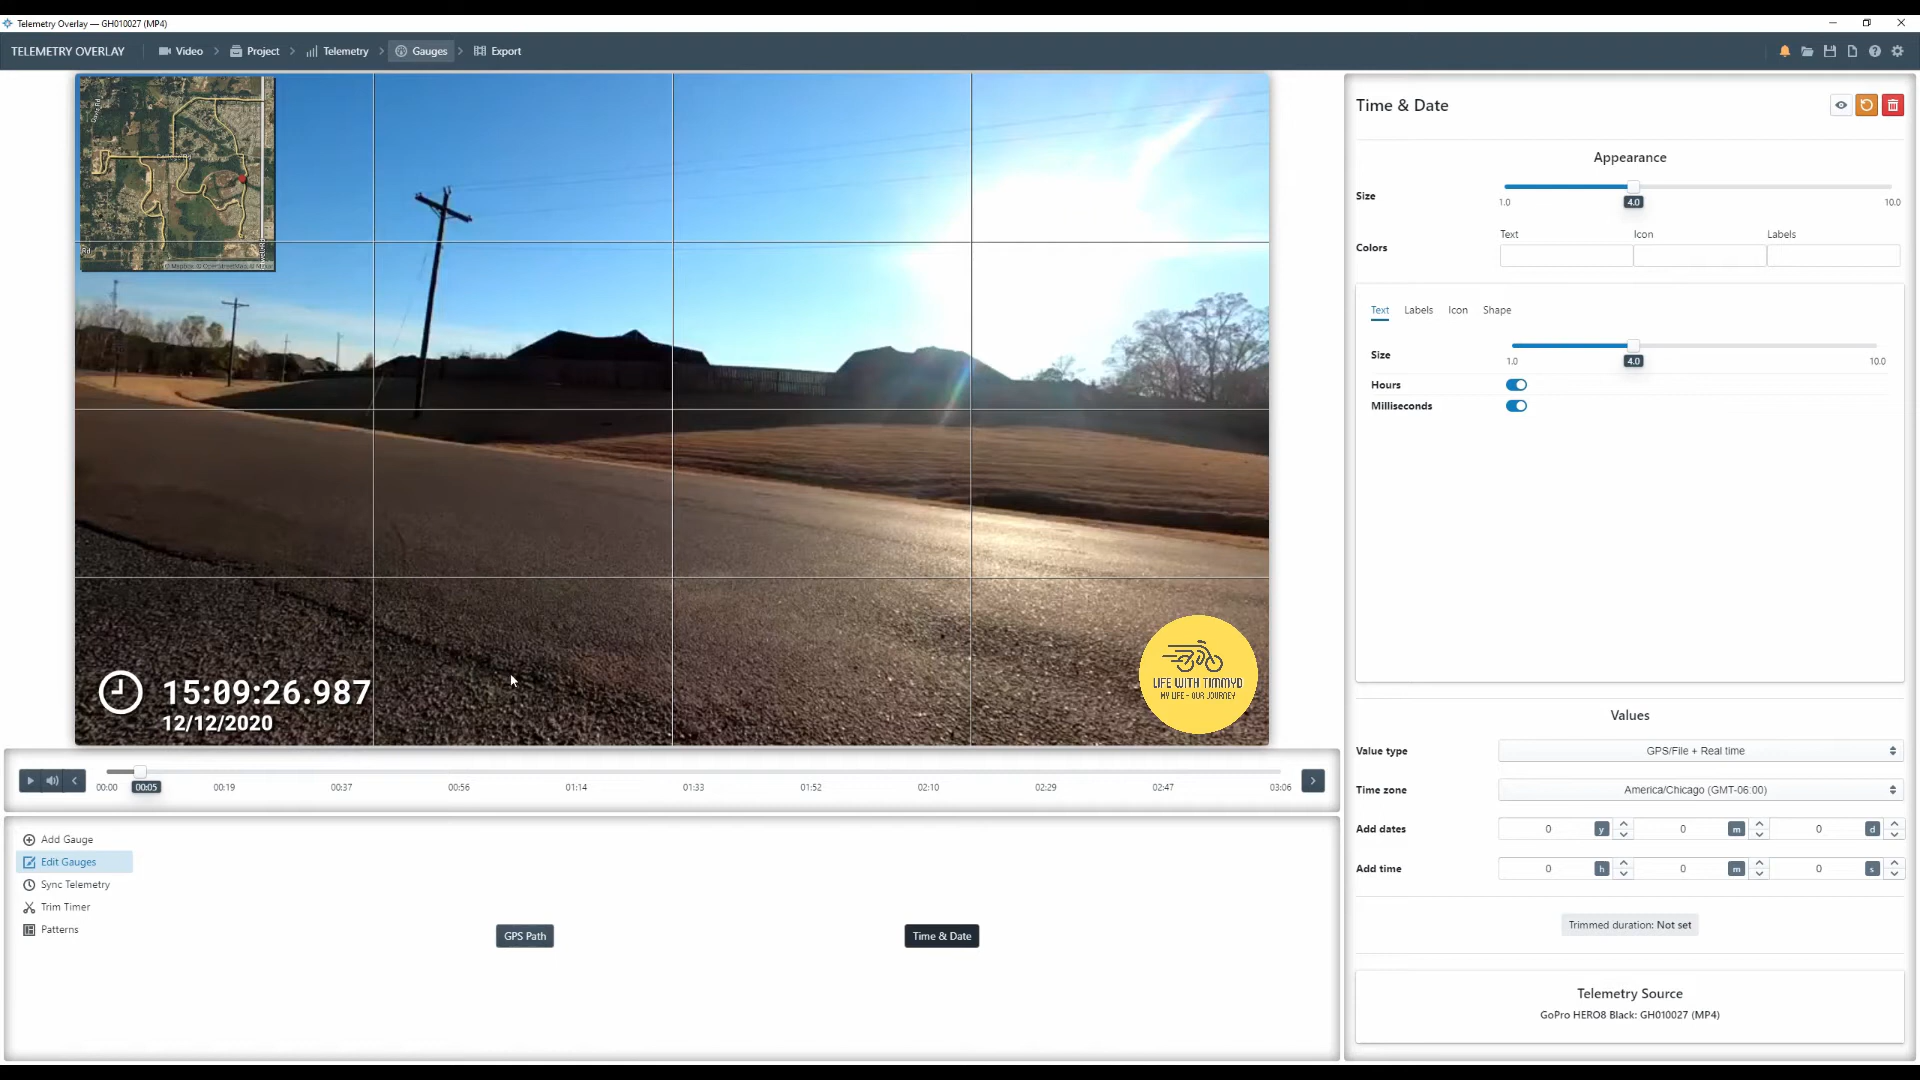 Telemetry Overlay — GH010027 (MP4)
TELEMETRY OVERLAY
Video
Project
Telemetry
Gauges
Export
Time & Date
Appearance
Size
1.0
4.0
10.0
Colors
Text
Icon
Labels
Text
Labels
Icon
Shape
Size
1.0
4.0
10.0
Hours
Milliseconds
Rd
15:09:26.987
12/12/2020
LIFE WITH TIMMYD
MY LIFE - OUR JOURNEY
Values
Value type
GPS/File + Real time
Time zone
America/Chicago (GMT-06:00)
Add dates
0 y
0 m
0 d
Add time
0 h
0 m
0 s
Trimmed duration: Not set
Telemetry Source
GoPro HERO8 Black: GH010027 (MP4)
00:00
00:05
00:19
00:37
00:56
01:14
01:33
01:52
02:10
02:29
02:47
03:06
Add Gauge
Edit Gauges
Sync Telemetry
Trim Timer
Patterns
GPS Path
Time & Date